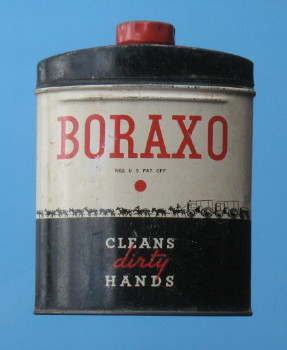 BORAXO
REG. U. S. PAT. OFF.
CLEANS
dirty
HANDS